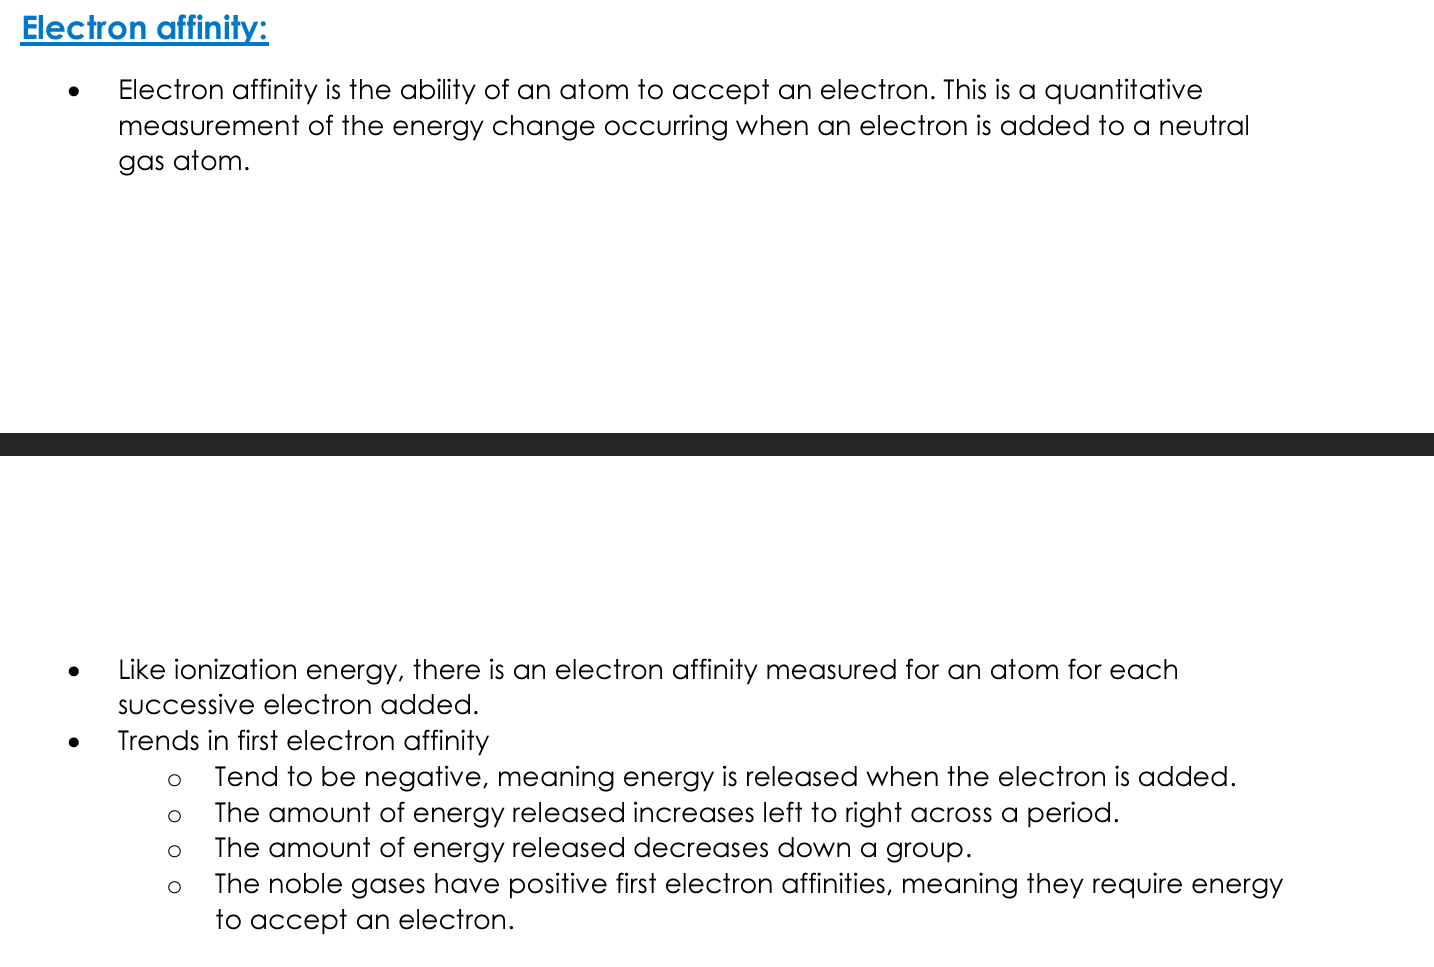 Electron affinity:
• Electron affinity is the ability of an atom to accept an electron. This is a quantitative
measurement of the energy change occurring when an electron is added to a neutral
gas atom.
• Like ionization energy, there is an electron affinity measured for an atom for each
successive electron added.
• Trends in first electron affinity
o Tend to be negative, meaning energy is released when the electron is added.
o The amount of energy released increases left to right across a period.
o The amount of energy released decreases down a group.
o The noble gases have positive first electron affinities, meaning they require energy
to accept an electron.